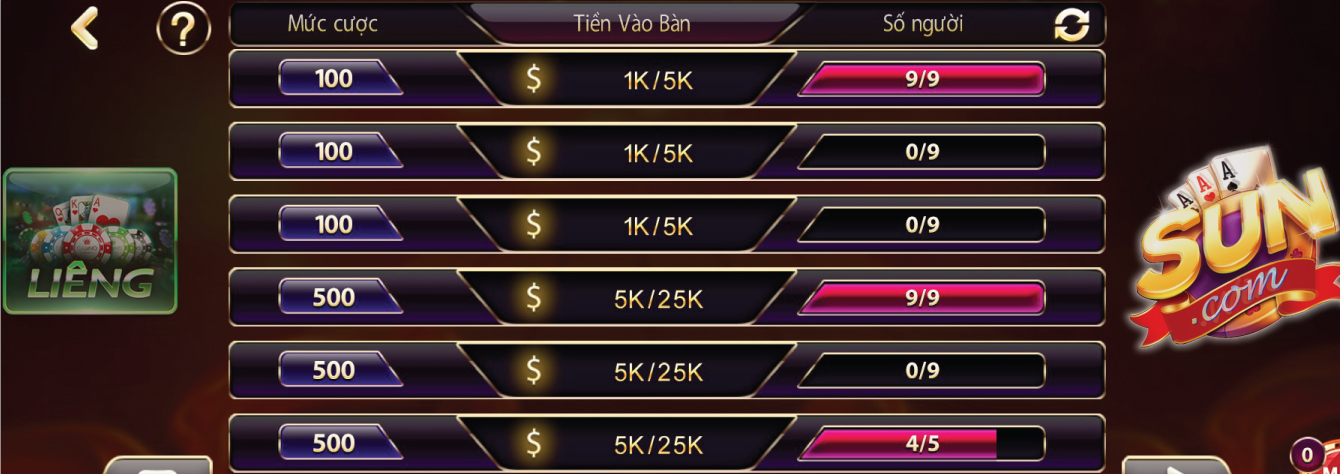 Mức cược Tiền Vào Bàn Số người
100 $ 1K/5K 9/9
100 $ 1K/5K 0/9
100 $ 1K/5K 0/9
500 $ 5K/25K 9/9
500 $ 5K/25K 0/9
500 $ 5K/25K 4/5
?
Q K A
LIÊNG
A A A
SUN
.com
0